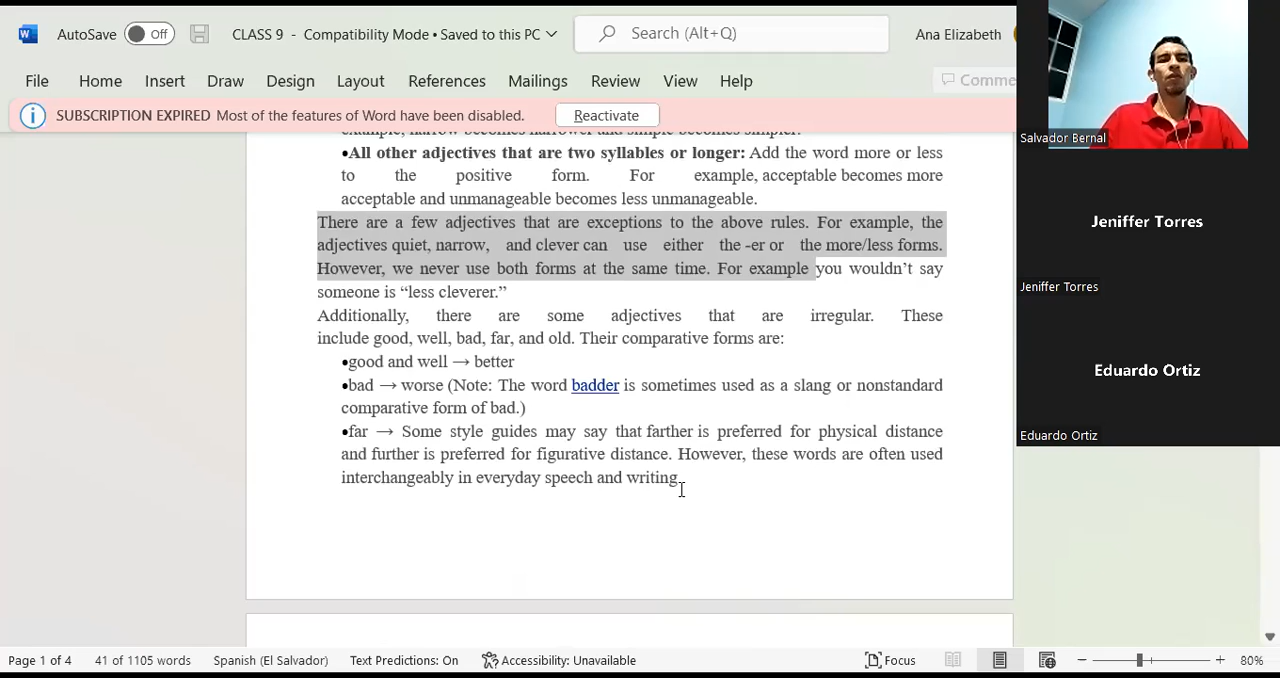 AutoSave Off CLASS 9 - Compatibility Mode • Saved to this PC Search (Alt+Q) Ana Elizabeth
File Home Insert Draw Design Layout References Mailings Review View Help Comme
SUBSCRIPTION EXPIRED Most of the features of Word have been disabled. Reactivate
example, narrow becomes narrower and simple becomes simpler.
•All other adjectives that are two syllables or longer: Add the word more or less
to the positive form. For example, acceptable becomes more
acceptable and unmanageable becomes less unmanageable.
There are a few adjectives that are exceptions to the above rules. For example, the
adjectives quiet, narrow, and clever can use either the -er or the more/less forms.
However, we never use both forms at the same time. For example you wouldn't say
someone is “less cleverer.”
Additionally, there are some adjectives that are irregular. These
include good, well, bad, far, and old. Their comparative forms are:
•good and well → better
•bad → worse (Note: The word badder is sometimes used as a slang or nonstandard
comparative form of bad.)
•far → Some style guides may say that farther is preferred for physical distance
and further is preferred for figurative distance. However, these words are often used
interchangeably in everyday speech and writing.
Page 1 of 4 41 of 1105 words Spanish (El Salvador) Text Predictions: On Accessibility: Unavailable Focus 80%
Salvador Bernal
Jeniffer Torres
Jeniffer Torres
Eduardo Ortiz
Eduardo Ortiz